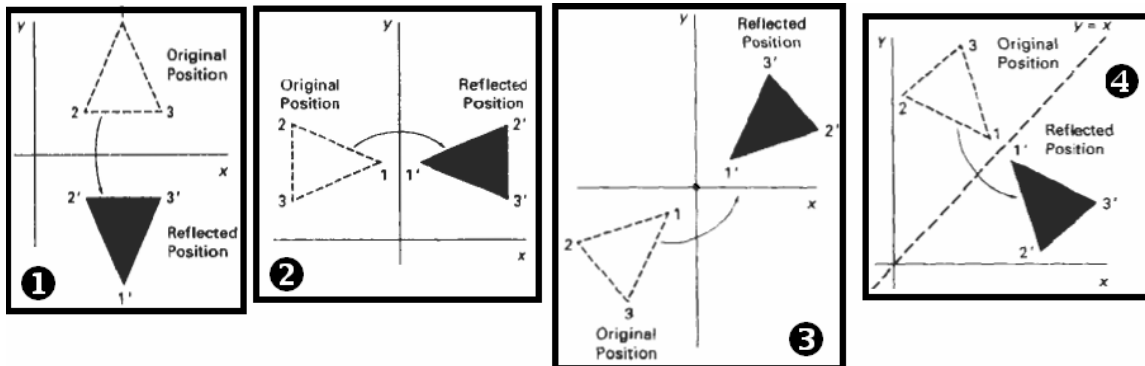 y
Original
Position
2
3
x
2'
3'
Reflected
Position
1'
1
y
Original
Position
Reflected
Position
2
2'
1
1'
3
3'
x
2
y
Reflected
Position
3'
2'
1'
x
1
2
3
Original
Position
3
y = x
Y
Original
Position
3
4
2
1
Reflected
1'
Position
3'
2'
x